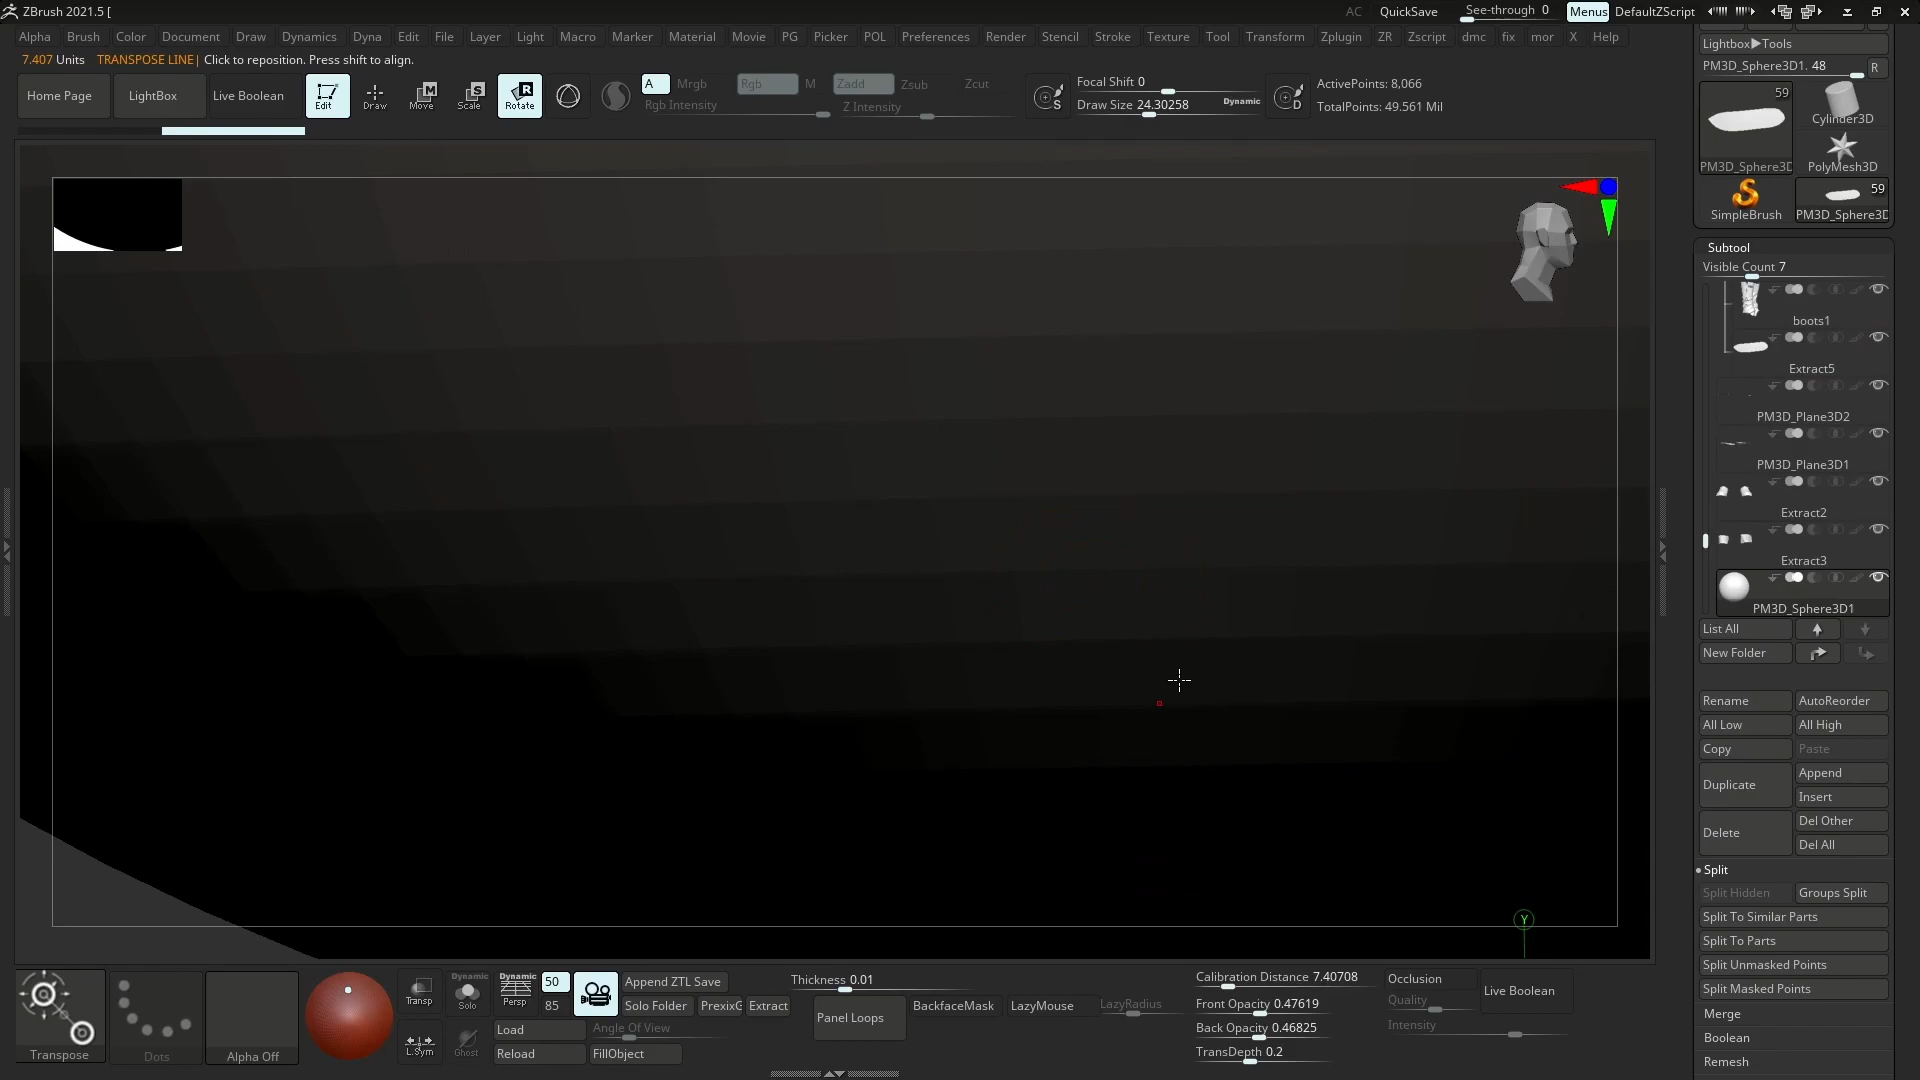 ZBrush 2021.5 [
AC QuickSave See-through 0 Menus DefaultZScript
Alpha Brush Color Document Draw Dynamics Dyna Edit File Layer Light Macro Marker Material Movie PG Picker POL Preferences Render Stencil Stroke Texture Tool Transform Zplugin ZR Zscript dmc fix mor X Help
7.407 Units TRANSPOSE LINE| Click to reposition. Press shift to align.
Home Page LightBox Live Boolean Edit Draw Move Scale Rotate A Mrgb Rgb M Zadd Zsub Zcut
Rgb Intensity Z Intensity
Focal Shift 0
Draw Size 24.30258 Dynamic
ActivePoints: 8,066
TotalPoints: 49.561 Mil
Lightbox▶Tools
PM3D_Sphere3D1. 48 R
59
Cylinder3D
PM3D_Sphere3D PolyMesh3D
59
SimpleBrush PM3D_Sphere3D
Subtool
Visible Count 7
boots1
Extract5
PM3D_Plane3D2
PM3D_Plane3D1
Extract2
Extract3
PM3D_Sphere3D1
List All
New Folder
Rename AutoReorder
All Low All High
Copy Paste
Duplicate Append
Insert
Delete Del Other
Del All
Split
Split Hidden Groups Split
Split To Similar Parts
Split To Parts
Split Unmasked Points
Split Masked Points
Merge
Boolean
Remesh
Y
Transpose Dots Alpha Off
Transp
L.Sym
Dynamic
Solo
Ghost
Dynamic
Persp
50
85
Append ZTL Save
Solo Folder PrexixG Extract
Load Angle Of View
Reload FillObject
Thickness 0.01
Panel Loops BackfaceMask LazyMouse LazyRadius
Calibration Distance 7.40708
Front Opacity 0.47619
Back Opacity 0.46825
TransDepth 0.2
Occlusion
Quality
Intensity
Live Boolean